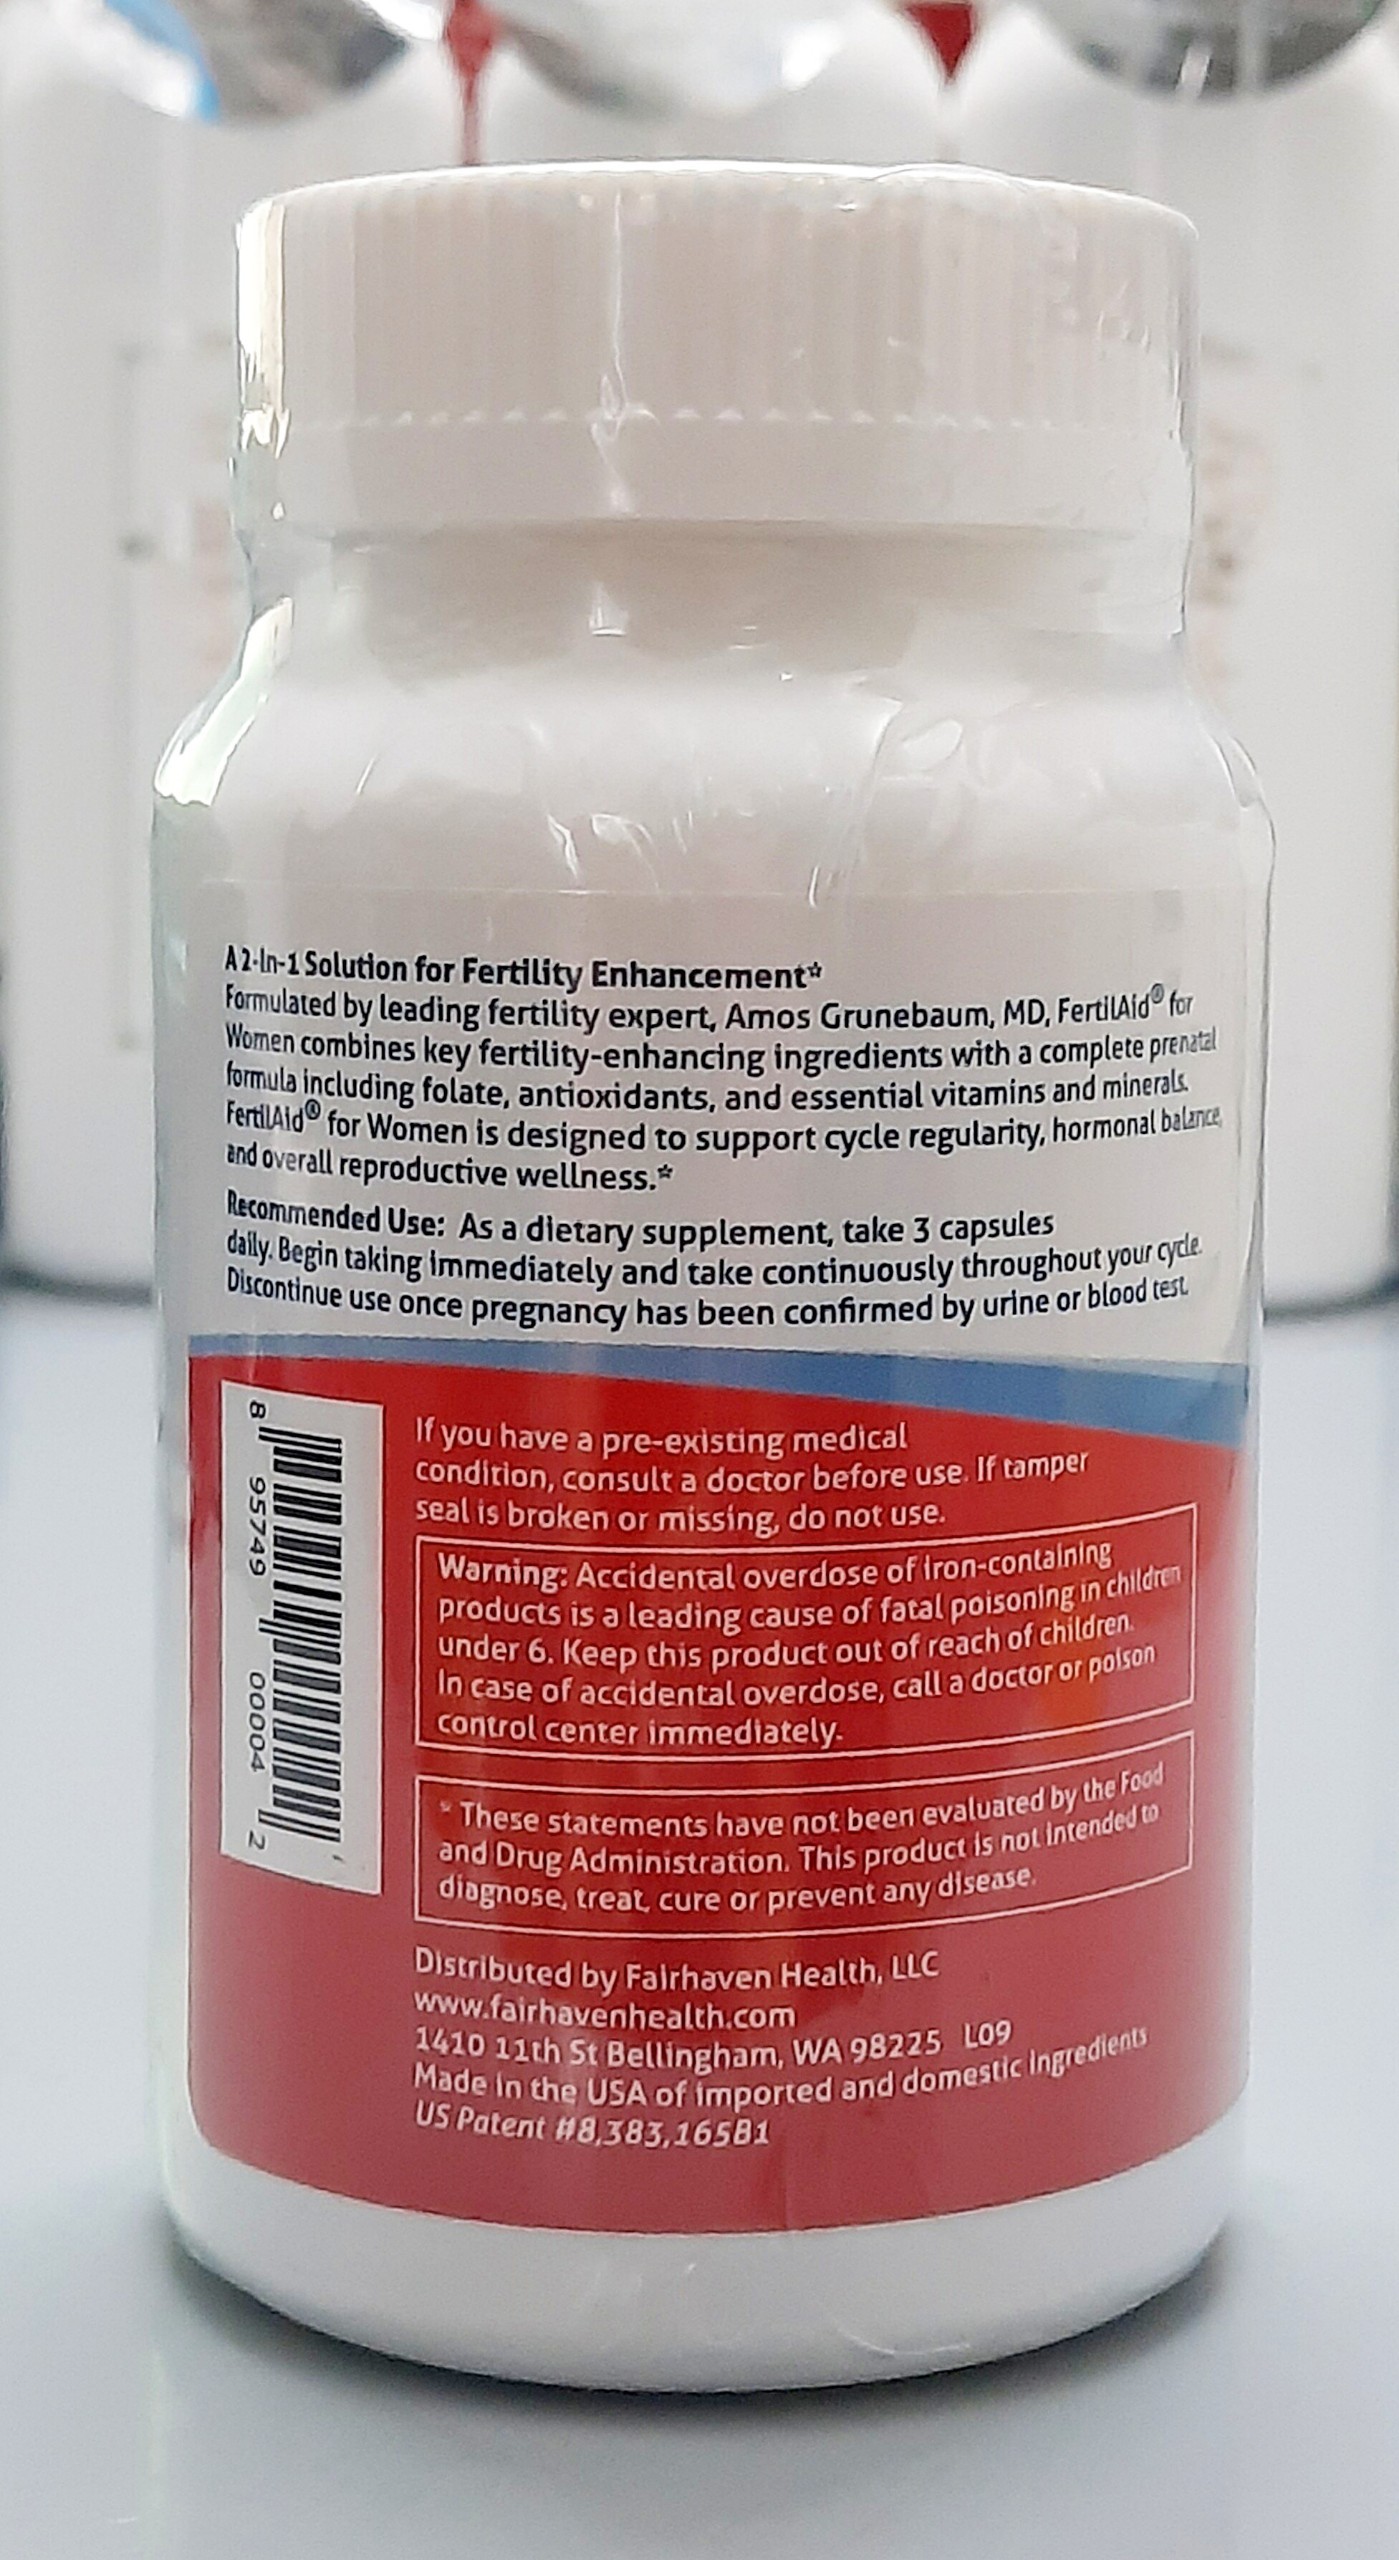 A 2-In-1 Solution for Fertility Enhancement*
Formulated by leading fertility expert, Amos Grunebaum, MD, FertilAid® for
Women combines key fertility-enhancing ingredients with a complete prenatal
formula including folate, antioxidants, and essential vitamins and minerals.
FertilAid® for Women is designed to support cycle regularity, hormonal balance,
and overall reproductive wellness.*
Recommended Use: As a dietary supplement, take 3 capsules
daily. Begin taking immediately and take continuously throughout your cycle.
Discontinue use once pregnancy has been confirmed by urine or blood test.
8 95749 00004 2
If you have a pre-existing medical
condition, consult a doctor before use. If tamper
seal is broken or missing, do not use.
Warning: Accidental overdose of iron-containing
products is a leading cause of fatal poisoning in children
under 6. Keep this product out of reach of children.
In case of accidental overdose, call a doctor or poison
control center immediately.
* These statements have not been evaluated by the Food
and Drug Administration. This product is not intended to
diagnose, treat, cure or prevent any disease.
Distributed by Fairhaven Health, LLC
www.fairhavenhealth.com
1410 11th St Bellingham, WA 98225 L09
Made in the USA of imported and domestic ingredients
US Patent #8,383,165B1